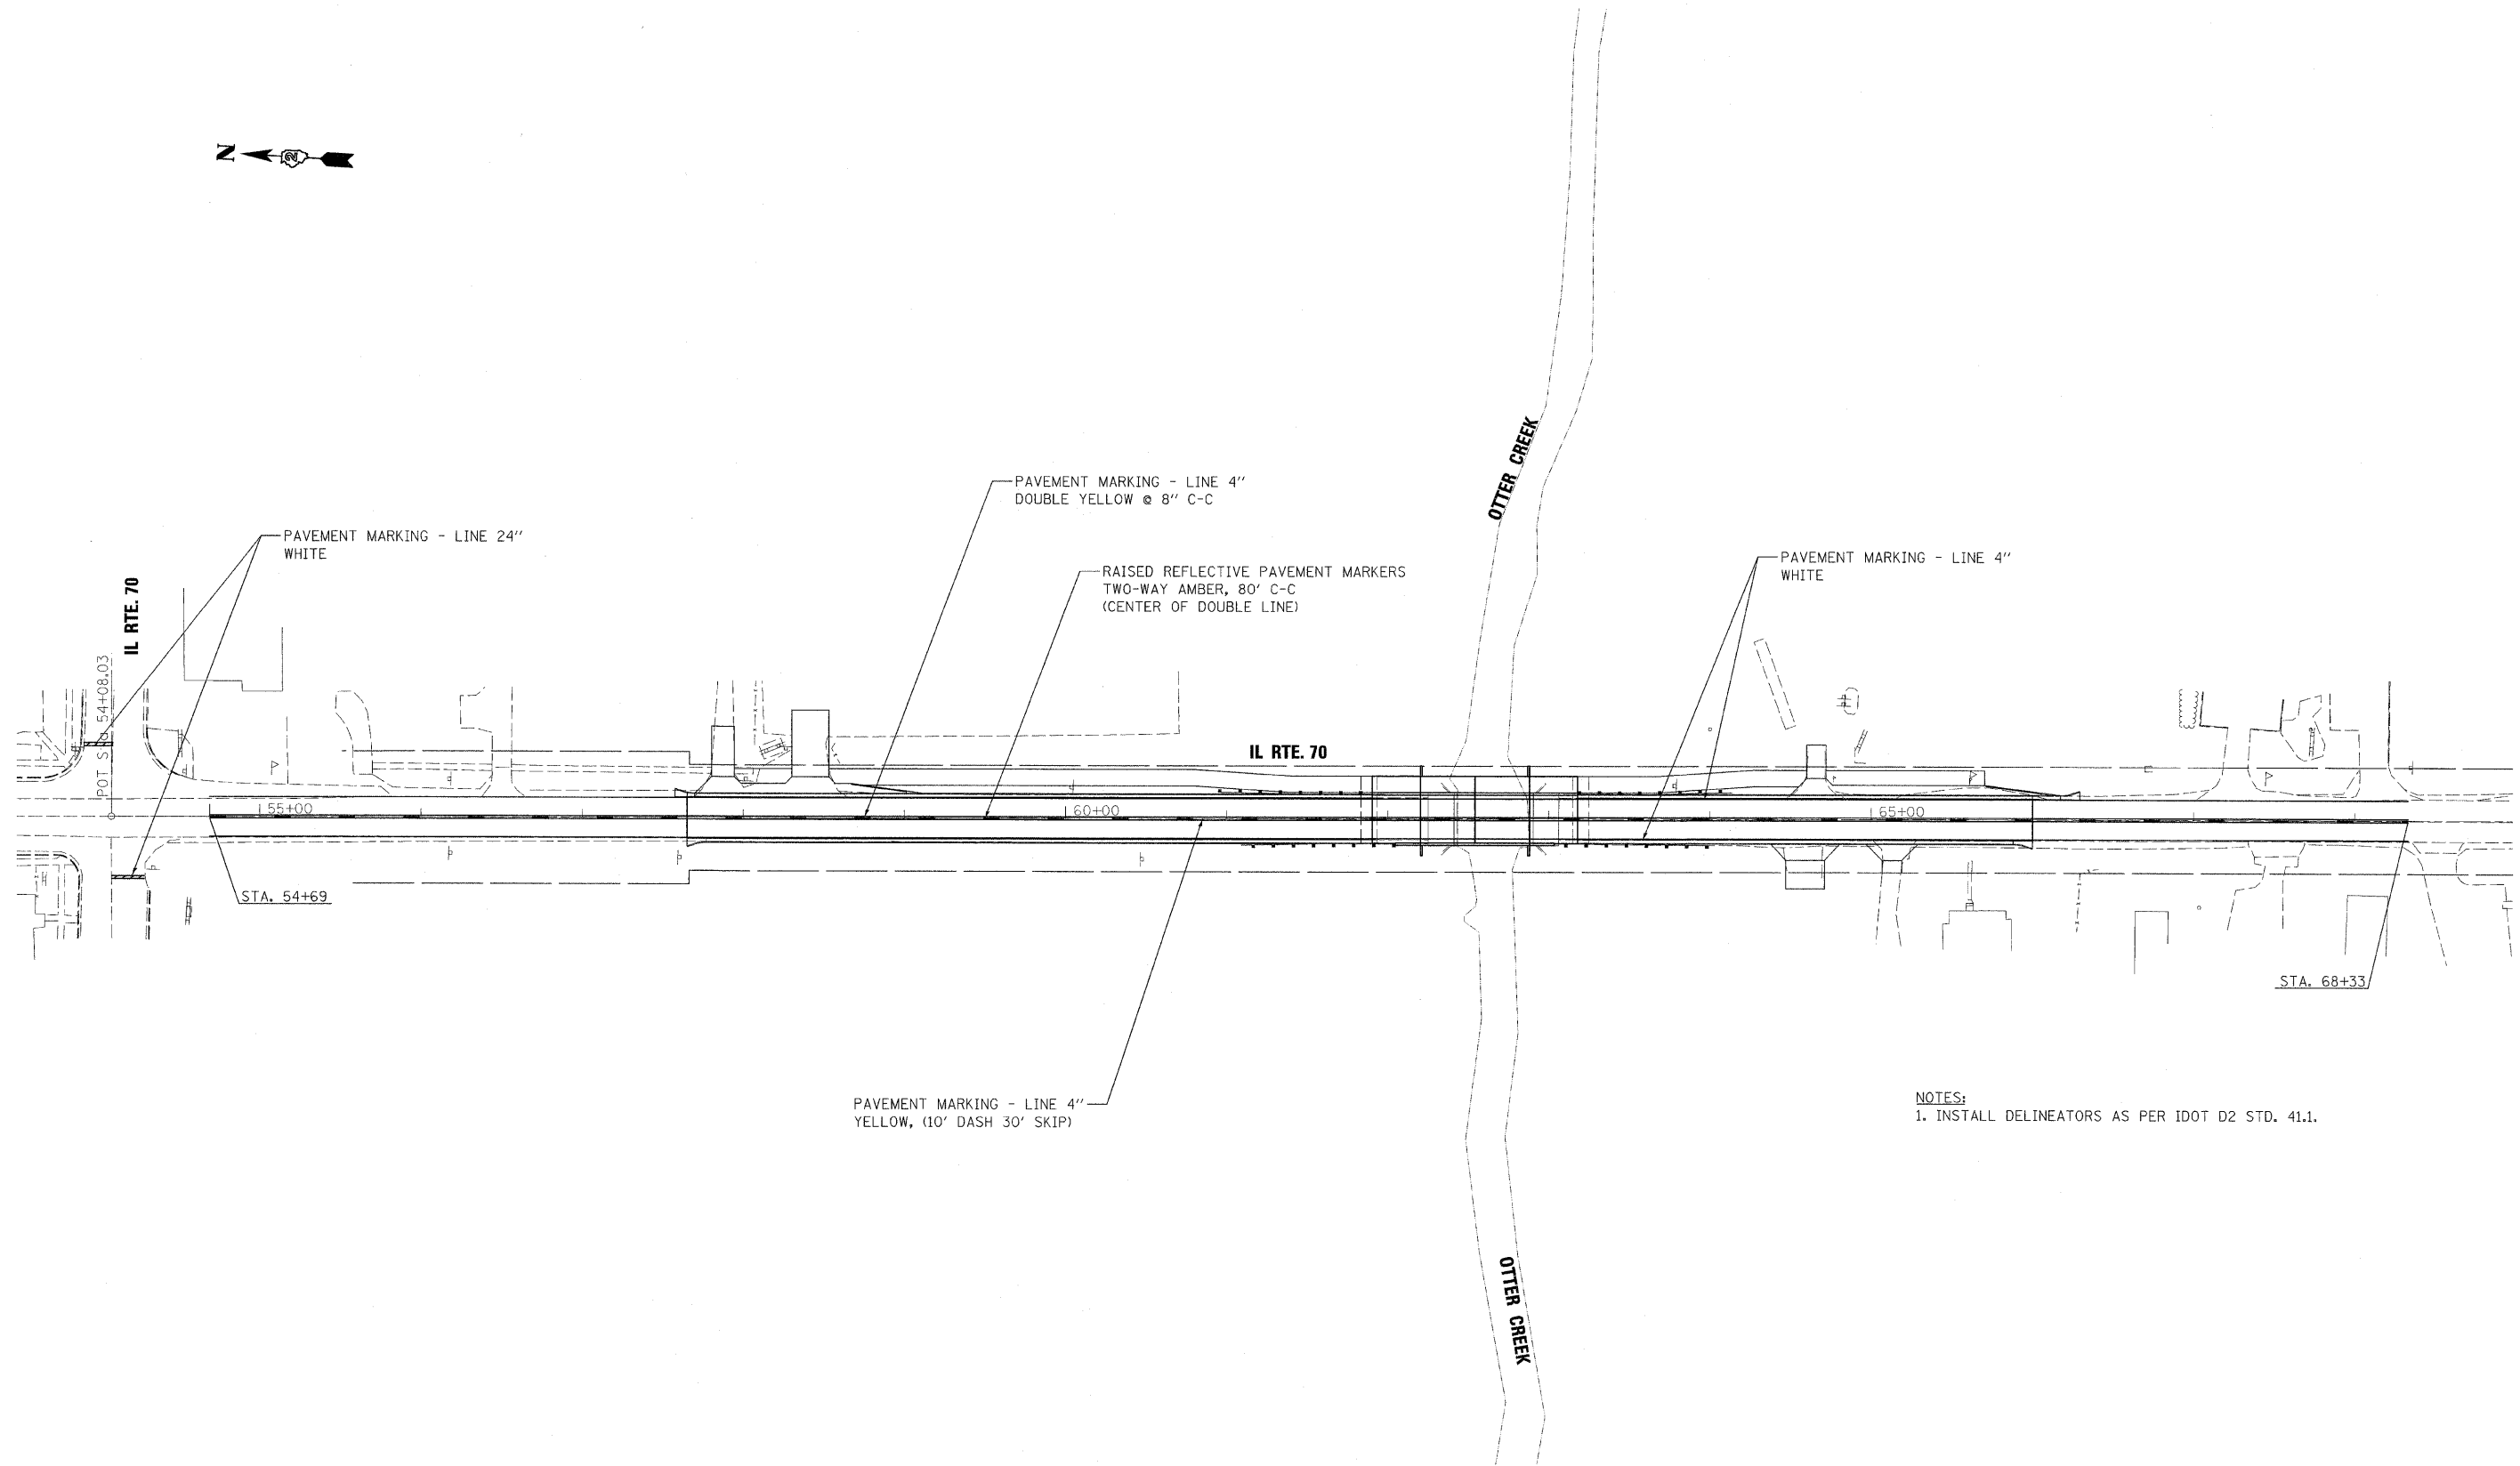 N
2
PAVEMENT MARKING - LINE 4"
DOUBLE YELLOW @ 8" C-C
OTTER CREEK
PAVEMENT MARKING - LINE 24"
WHITE
RAISED REFLECTIVE PAVEMENT MARKERS
TWO-WAY AMBER, 80' C-C
(CENTER OF DOUBLE LINE)
PAVEMENT MARKING - LINE 4"
WHITE
IL RTE. 70
POT Sta 54+08.03
IL RTE. 70
55+00
60+00
65+00
STA. 54+69
STA. 68+33
PAVEMENT MARKING - LINE 4"
YELLOW, (10' DASH 30' SKIP)
NOTES:
1. INSTALL DELINEATORS AS PER IDOT D2 STD. 41.1.
OTTER CREEK